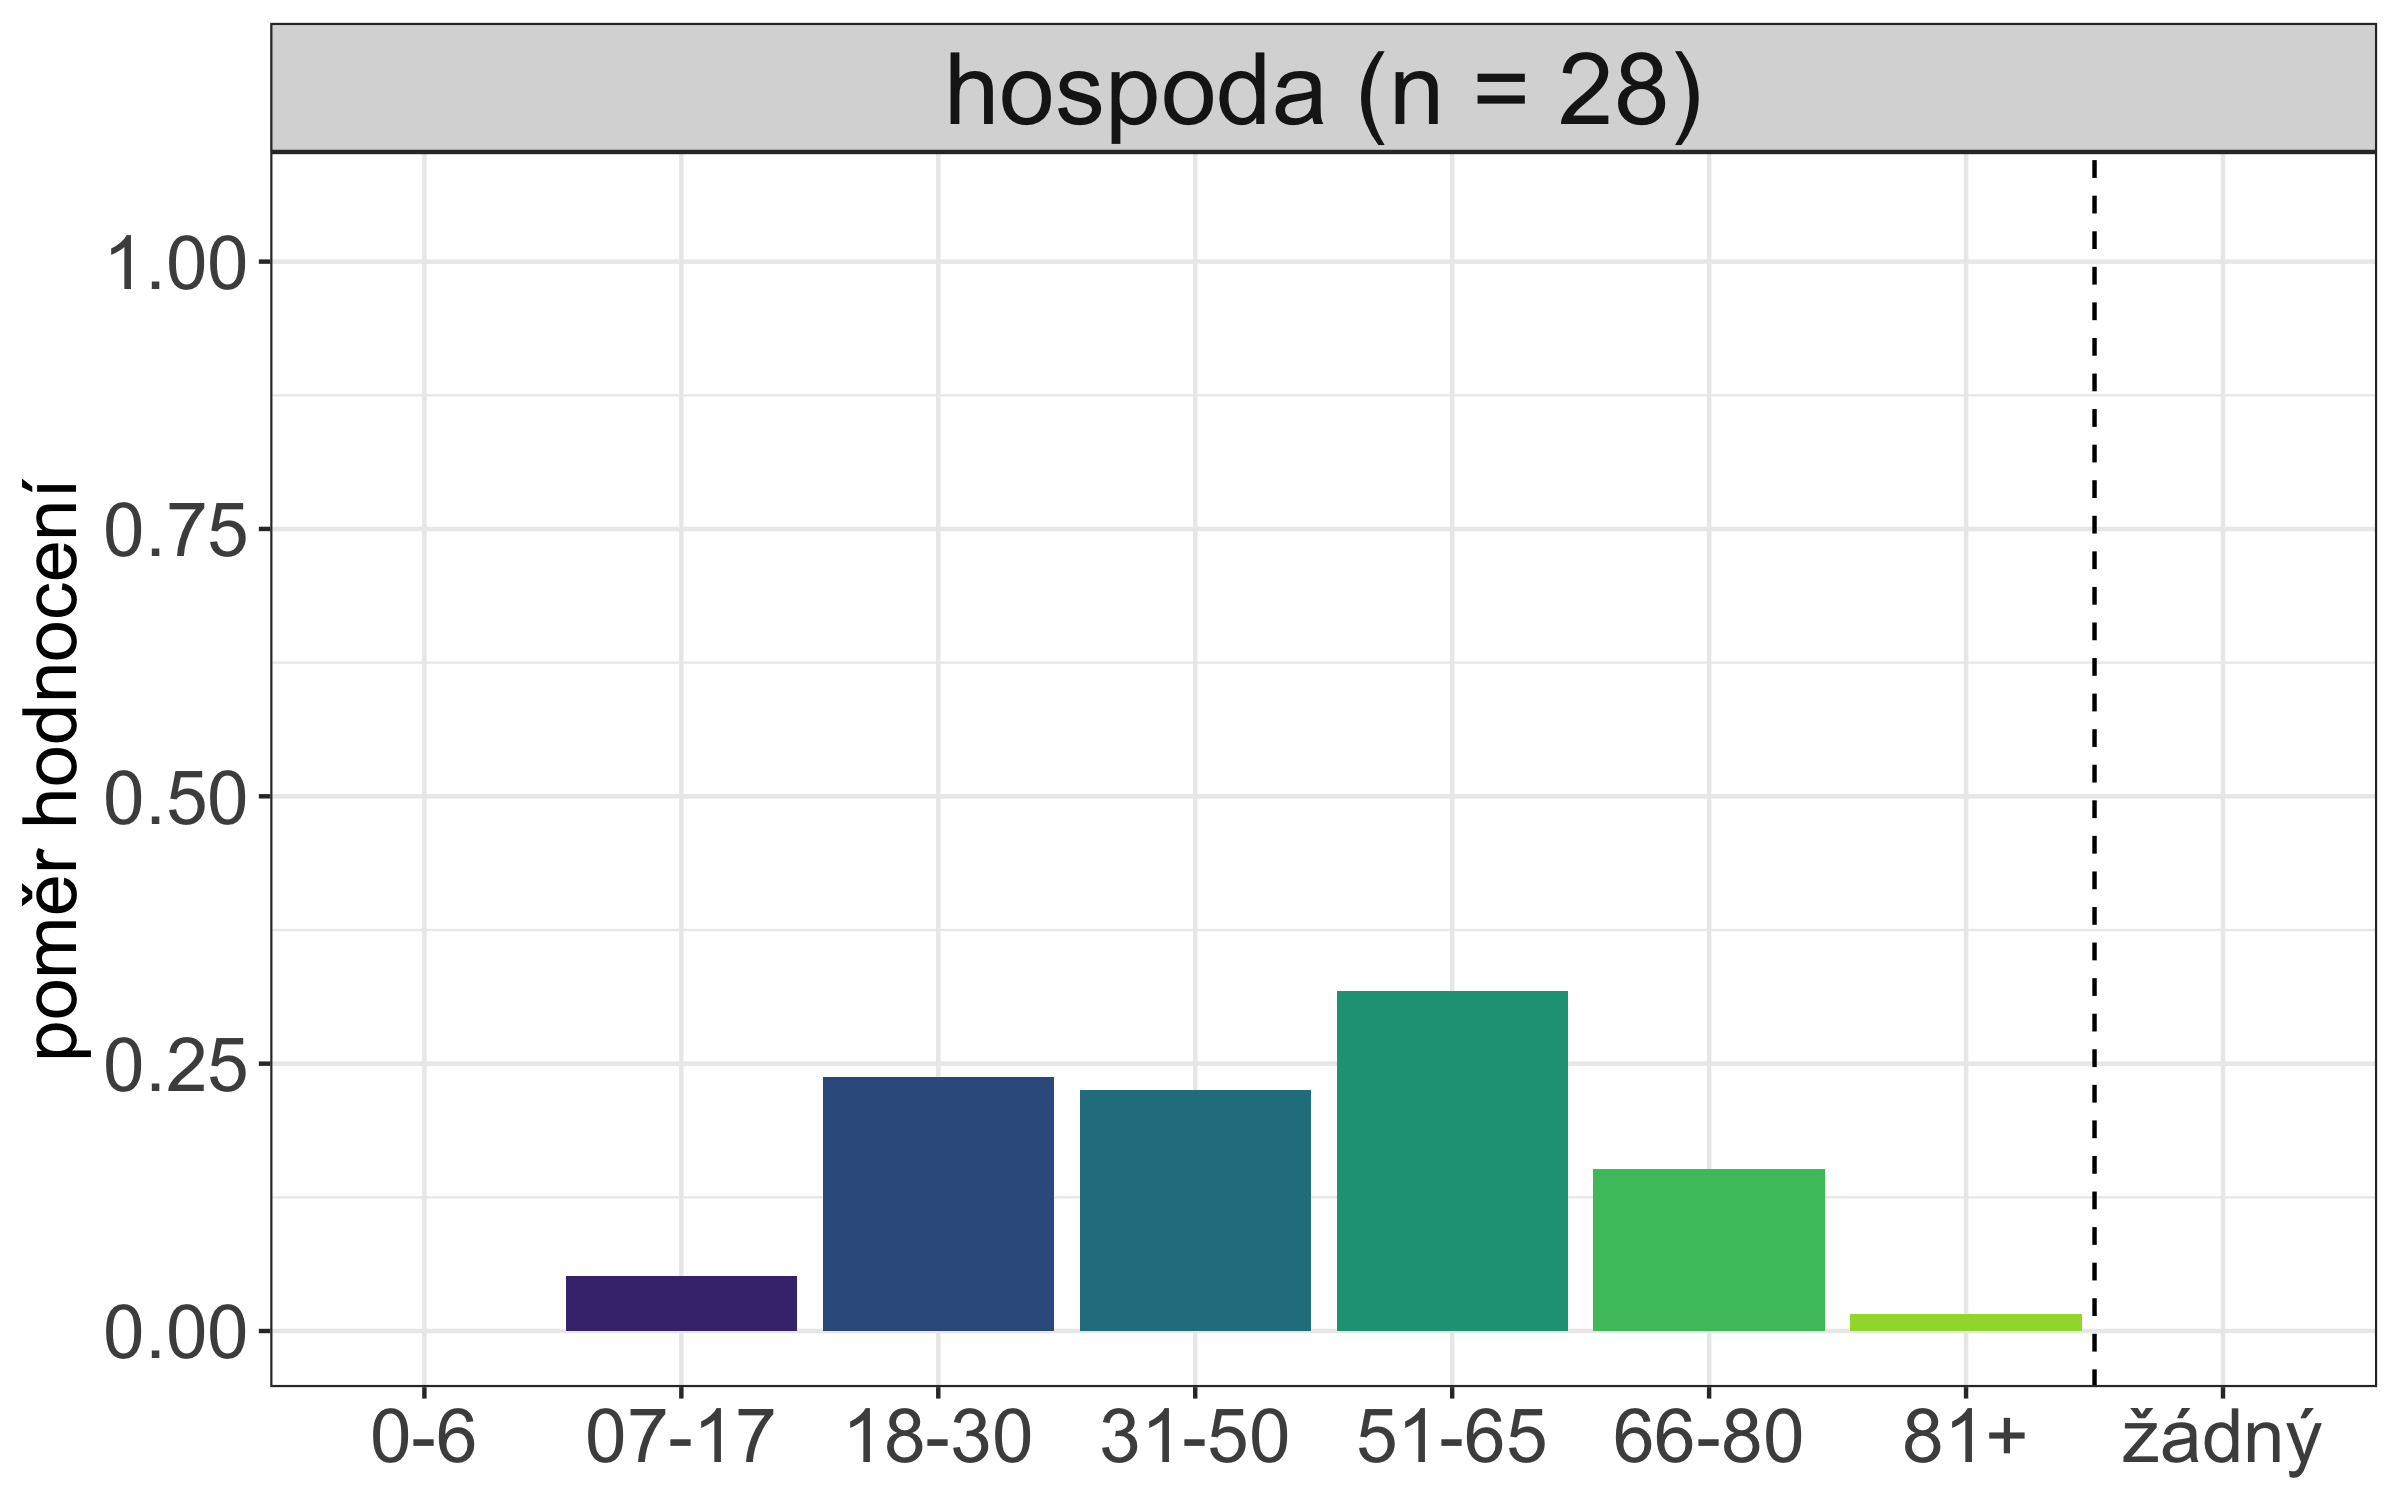 hospoda (n = 28)
poměr hodnocení
1.00
0.75
0.50
0.25
0.00
0-6 07-17 18-30 31-50 51-65 66-80 81+ žádný